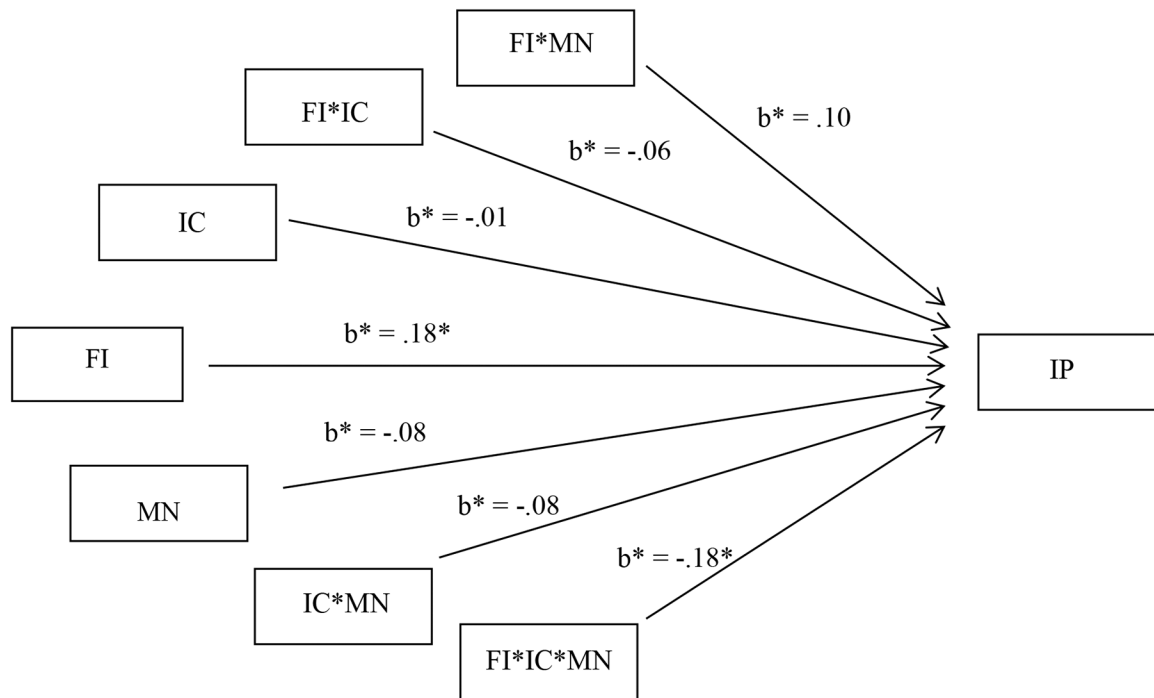 FI*MN
b* = .10
FI*IC
b* = -.06
IC
b* = -.01
FI
b* = .18*
IP
MN
b* = -.08
IC*MN
b* = -.08
FI*IC*MN
b* = -.18*